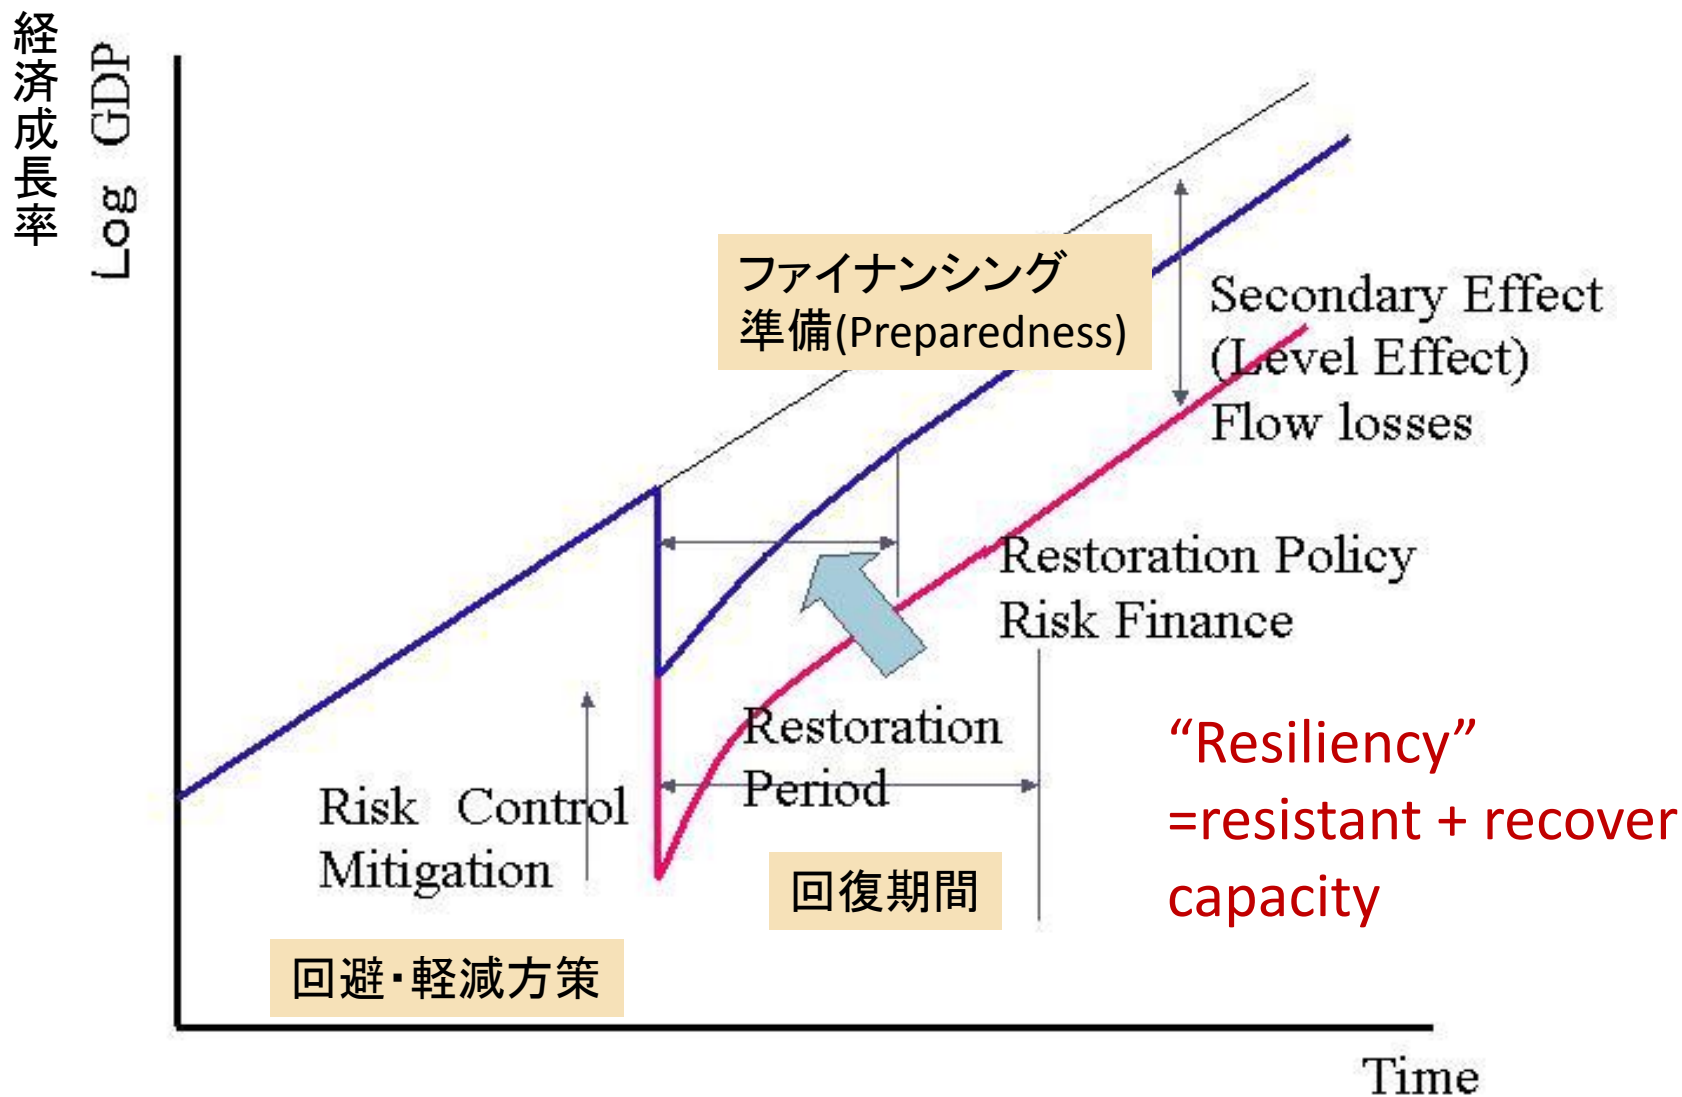 経済成長率
Log GDP
ファイナンシング
準備(Preparedness)
Secondary Effect
(Level Effect)
Flow losses
Restoration Policy
Risk Finance
Restoration
Period
Risk Control
Mitigation
“Resiliency”
=resistant + recover
capacity
回復期間
回避・軽減方策
Time